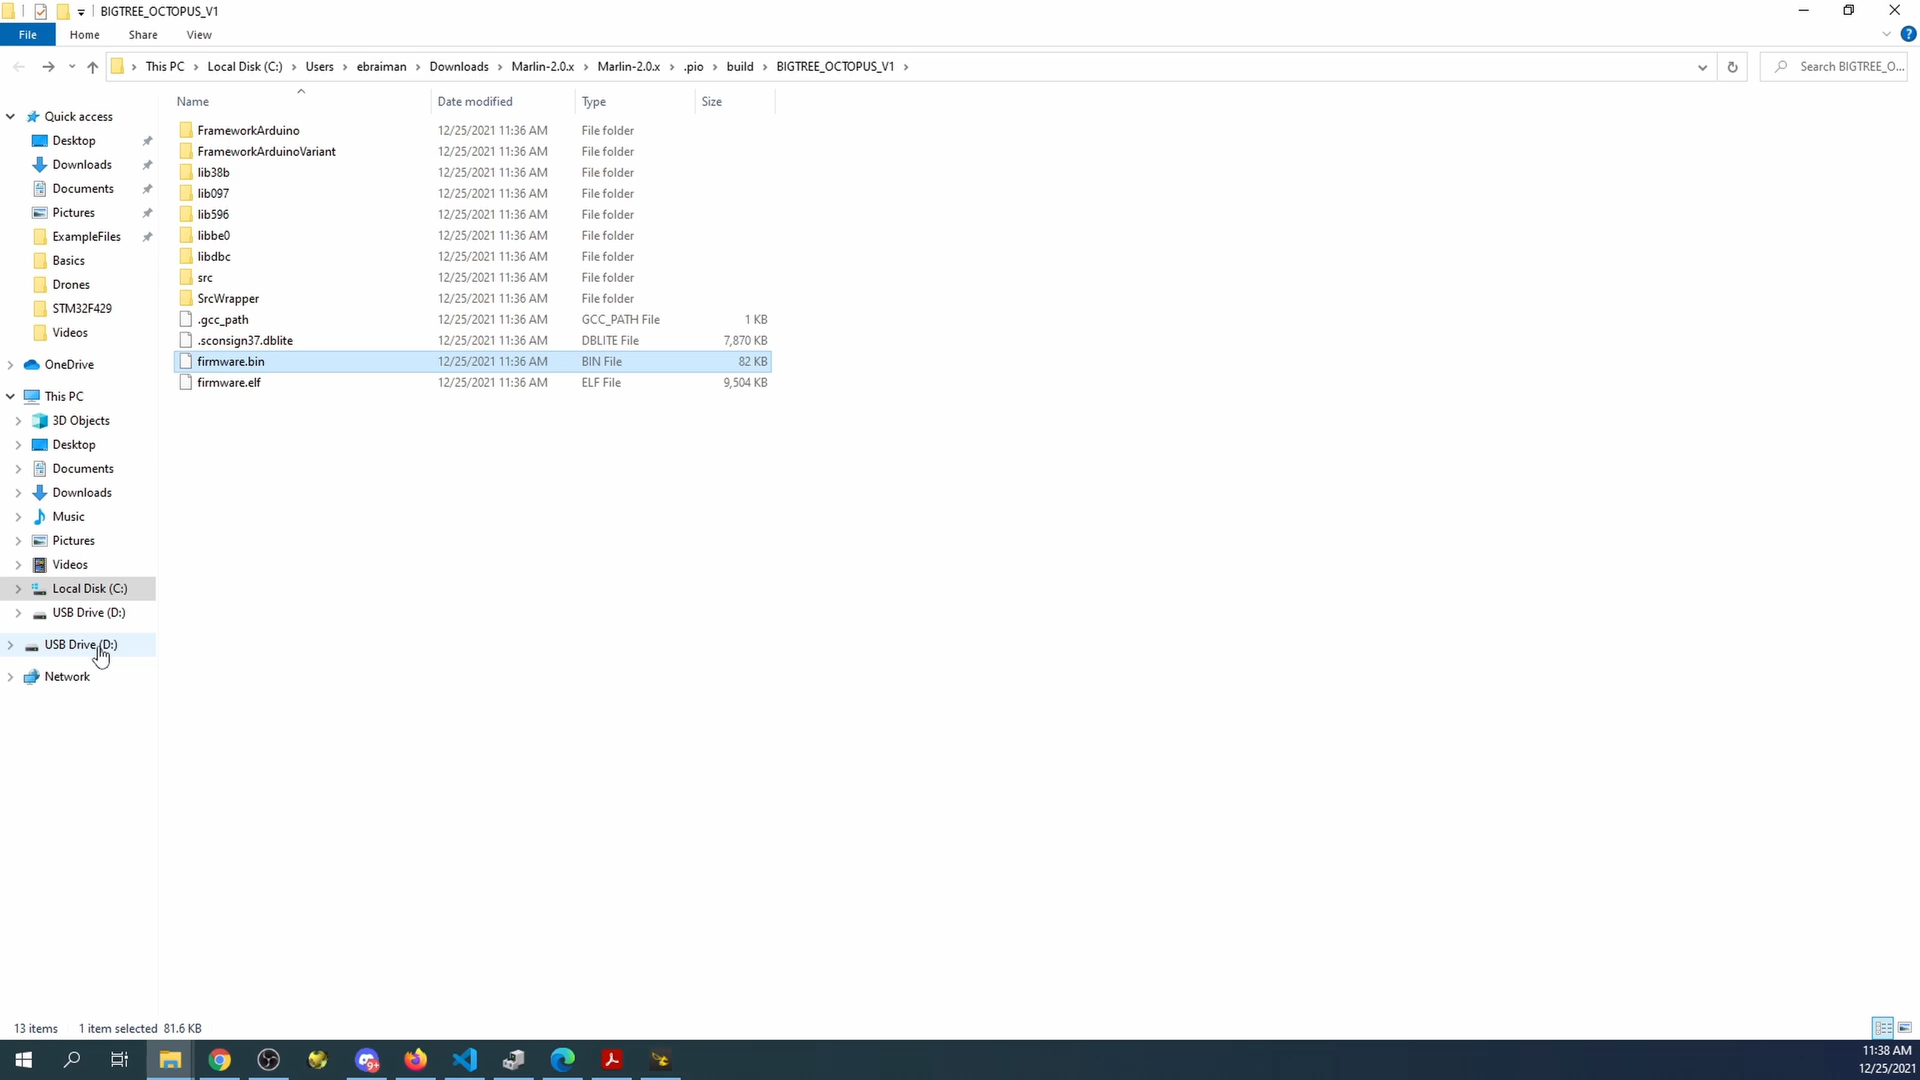 BIGTREE_OCTOPUS_V1
File Home Share View
This PC Local Disk (C:) Users ebraiman Downloads Marlin-2.0.x Marlin-2.0.x .pio build BIGTREE_OCTOPUS_V1 Search BIGTREE_O...
Name Date modified Type Size
Quick access
Desktop
Downloads
Documents
Pictures
ExampleFiles
Basics
Drones
STM32F429
Videos
OneDrive
This PC
3D Objects
Desktop
Documents
Downloads
Music
Pictures
Videos
Local Disk (C:)
USB Drive (D:)
USB Drive (D:)
Network
FrameworkArduino 12/25/2021 11:36 AM File folder
FrameworkArduinoVariant 12/25/2021 11:36 AM File folder
lib38b 12/25/2021 11:36 AM File folder
lib097 12/25/2021 11:36 AM File folder
lib596 12/25/2021 11:36 AM File folder
libbe0 12/25/2021 11:36 AM File folder
libdbc 12/25/2021 11:36 AM File folder
src 12/25/2021 11:36 AM File folder
SrcWrapper 12/25/2021 11:36 AM File folder
.gcc_path 12/25/2021 11:36 AM GCC_PATH File 1 KB
.sconsign37.dblite 12/25/2021 11:36 AM DBLITE File 7,870 KB
firmware.bin 12/25/2021 11:36 AM BIN File 82 KB
firmware.elf 12/25/2021 11:36 AM ELF File 9,504 KB
13 items 1 item selected 81.6 KB
9+
11:38 AM
12/25/2021